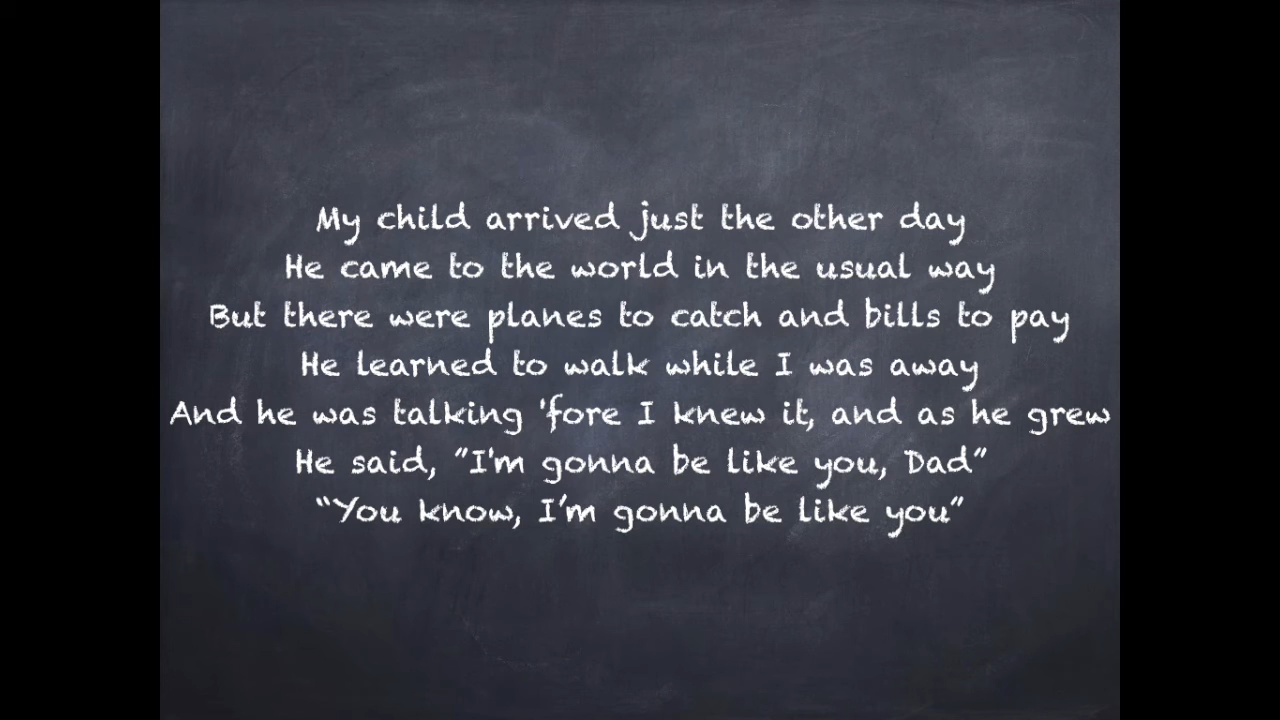 My child arrived just the other day
He came to the world in the usual way
But there were planes to catch and bills to pay
He learned to walk while I was away
And he was talking 'fore I knew it, and as he grew
He said, "I'm gonna be like you, Dad"
"You know, I'm gonna be like you"